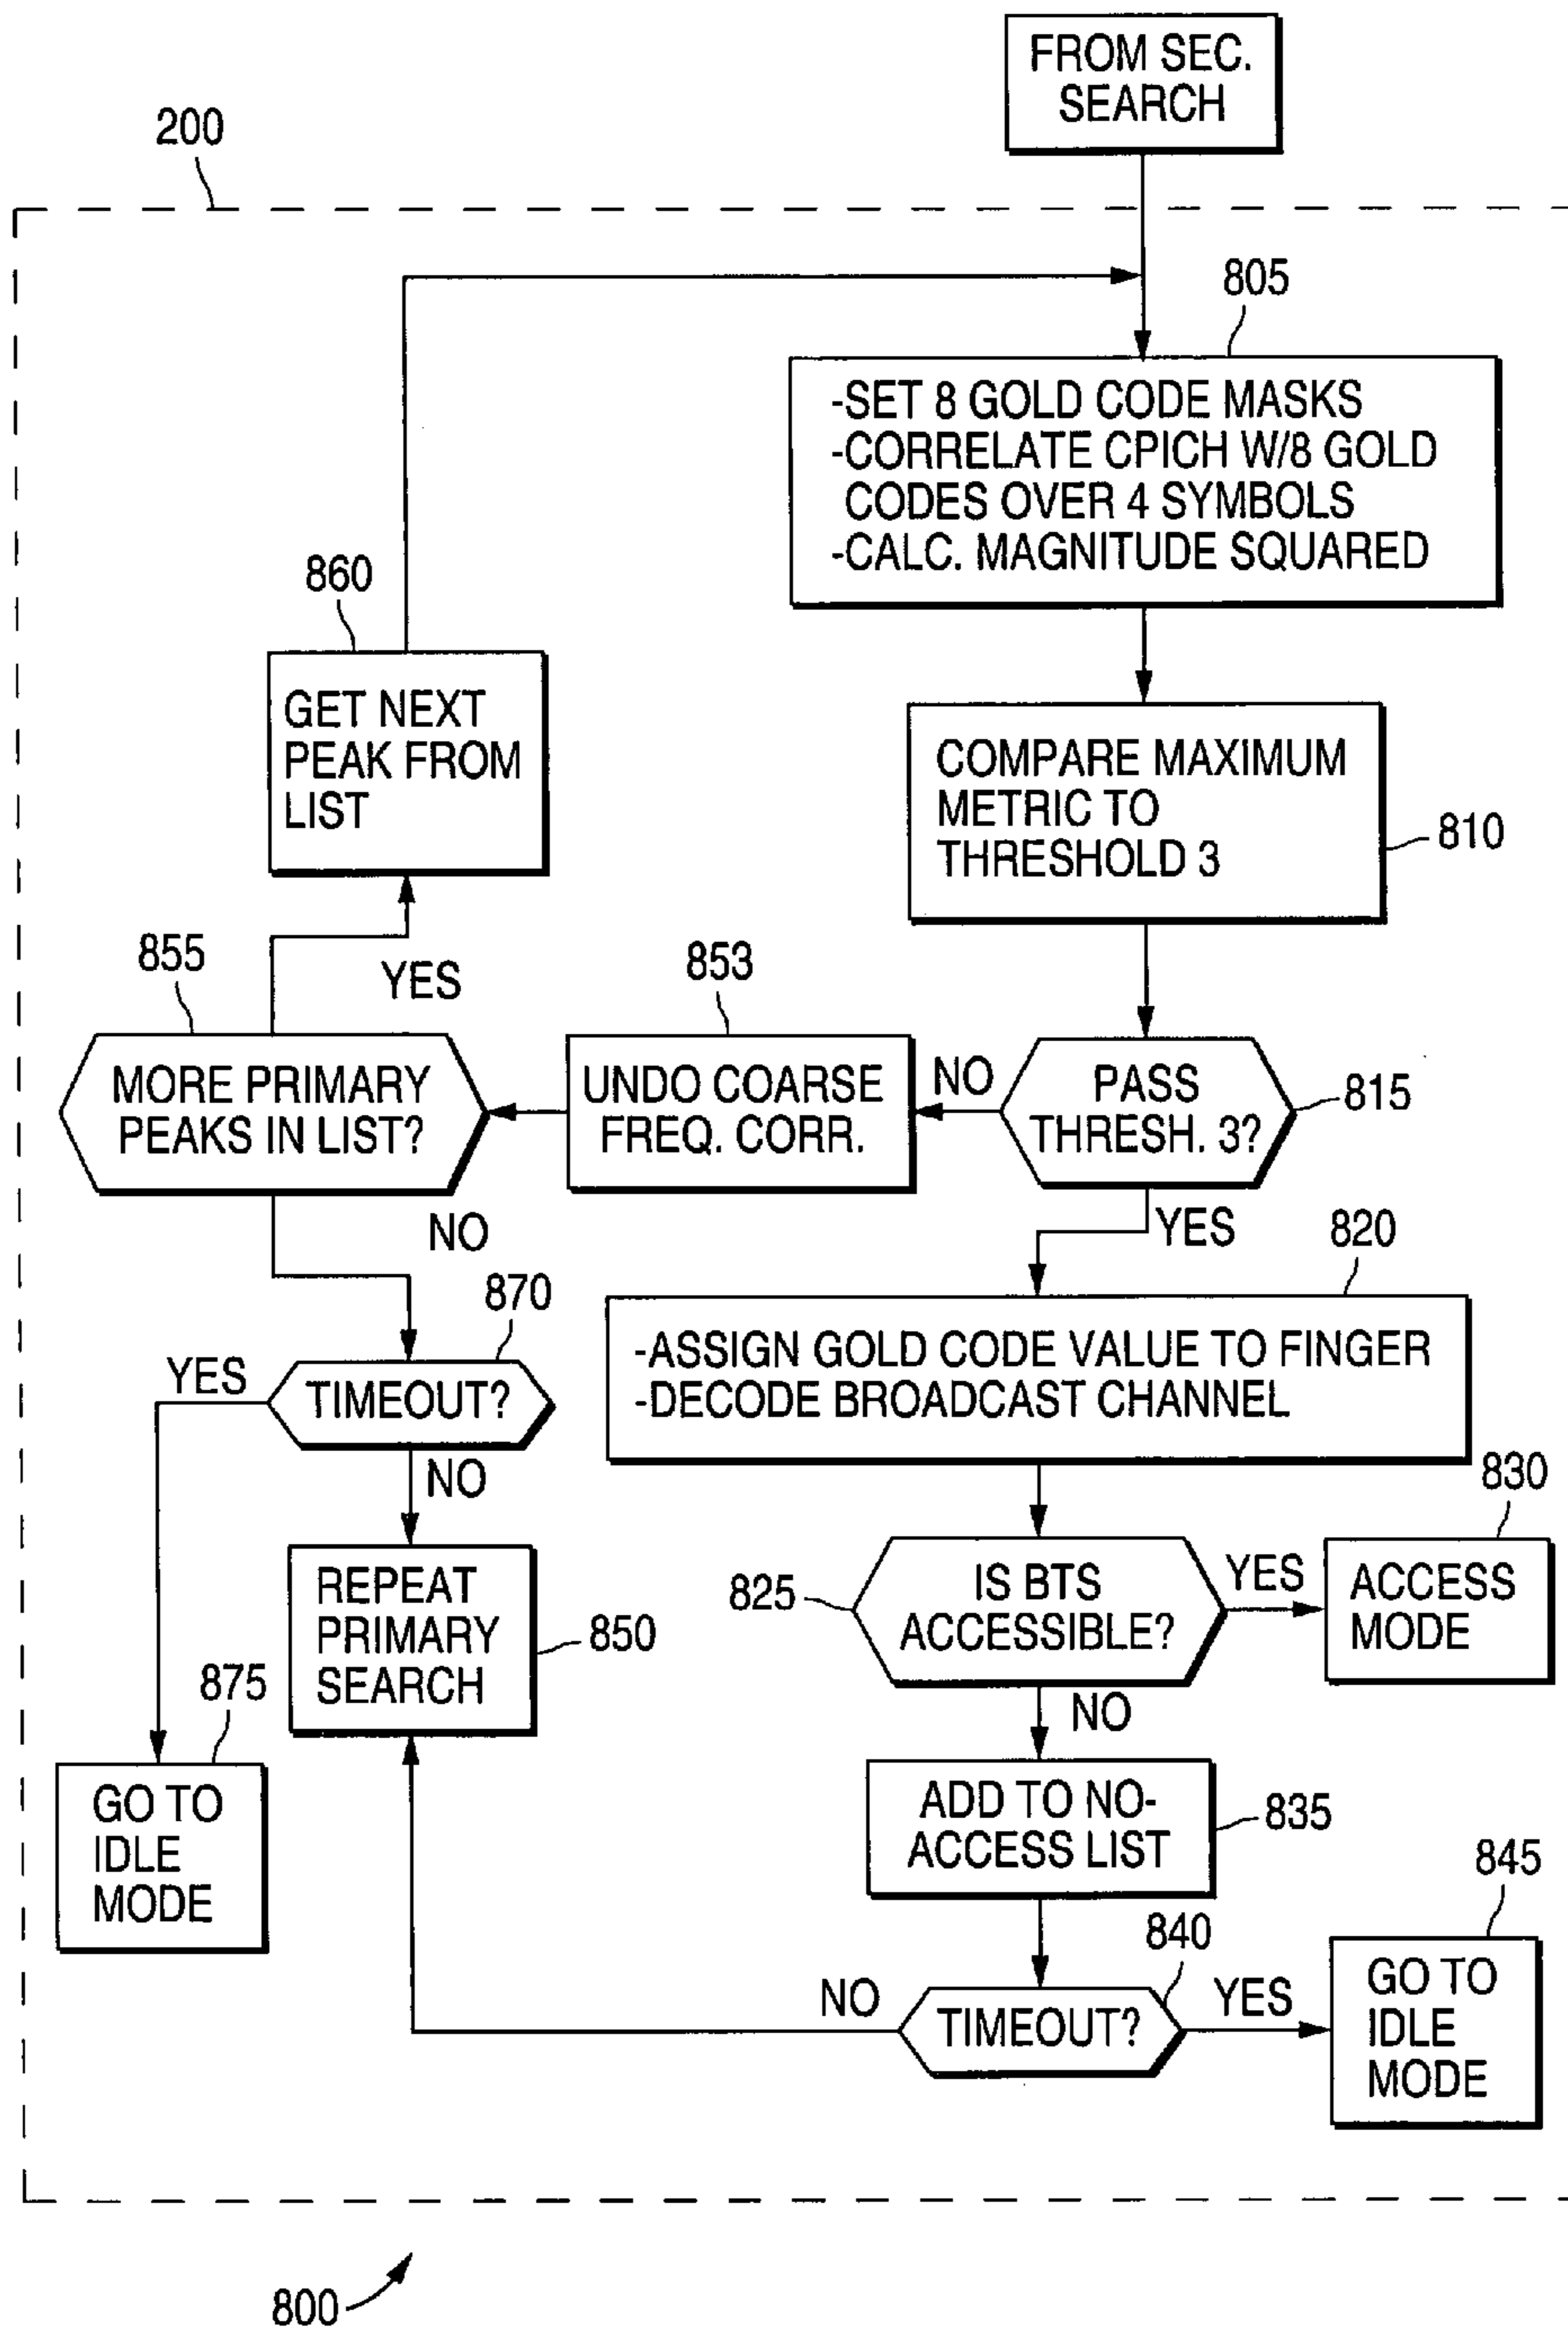 FROM SEC.
SEARCH
200
805
-SET 8 GOLD CODE MASKS
-CORRELATE CPICH W/8 GOLD
CODES OVER 4 SYMBOLS
-CALC. MAGNITUDE SQUARED
860
GET NEXT
PEAK FROM
LIST
COMPARE MAXIMUM
METRIC TO
THRESHOLD 3
810
855
YES
853
MORE PRIMARY
PEAKS IN LIST?
UNDO COARSE
FREQ. CORR.
NO
PASS
THRESH. 3?
815
NO
YES
820
870
YES
TIMEOUT?
-ASSIGN GOLD CODE VALUE TO FINGER
-DECODE BROADCAST CHANNEL
NO
830
REPEAT
PRIMARY
SEARCH
850
825
IS BTS
ACCESSIBLE?
YES
ACCESS
MODE
875
NO
GO TO
IDLE
MODE
ADD TO NO-
ACCESS LIST
835
845
840
NO
TIMEOUT?
YES
GO TO
IDLE
MODE
800